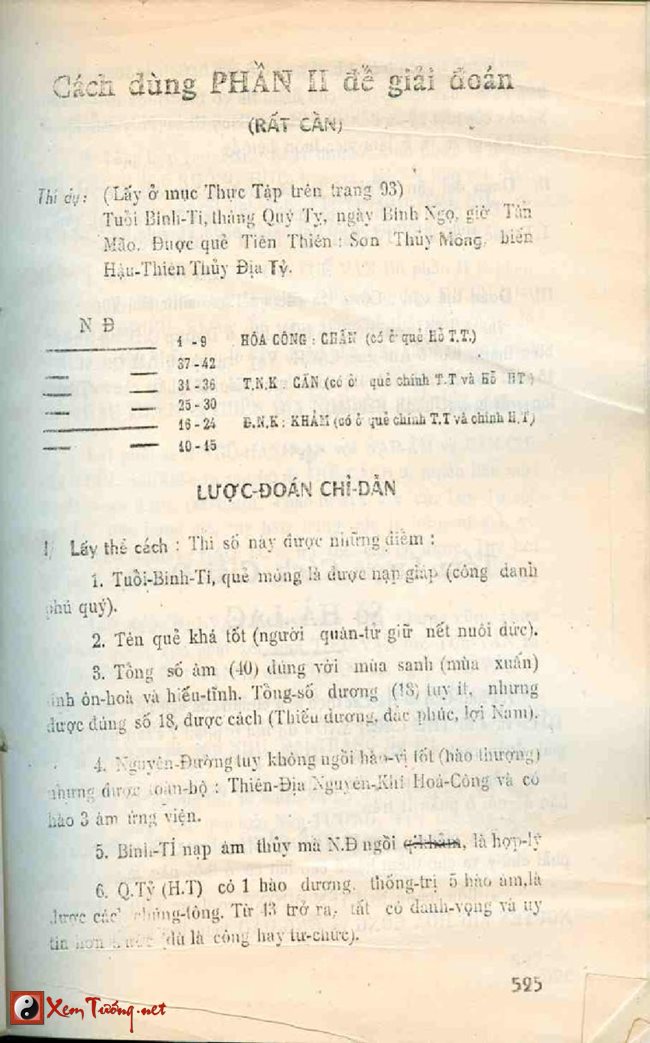 Cách dùng PHẦN II để giải đoán
(RẤT CẦN)
Thí dụ: (Lấy ở mục Thực Tập trên trang 93)
Tuổi Bính-Tí, tháng Quý Tỵ, ngày Bính Ngọ, giờ Tân
Mão. Được quẻ Tiên Thiên : Sơn Thủy Mông, biến
Hậu-Thiên Thủy Địa Tỷ.
N Đ
1 - 9 HÓA CÔNG : CHẤN (có ở quẻ Hỗ T.T.)
37-42
31-36 T.N.K : CẤN (có ở quẻ chính T.T và Hỗ HT)
25-30
16-24 Đ.N.K : KHẢM (có ở quẻ chính T.T và chính H.T)
10-15
LƯỢC-ĐOÁN CHỈ-DẪN
I/ Lấy thể cách : Thì số này được những điểm :
1. Tuổi-Bính-Tí, quẻ mông là được nạp giáp (công danh
phú quý).
2. Tên quẻ khá tốt (người quân-tử giữ nết nuôi đức).
3. Tổng số âm (40) đúng với mùa sanh (mùa xuân)
tính ôn-hoà và hiếu-tĩnh. Tổng-số dương (18) tuy ít, nhưng
được đúng số 18, được cách (Thiếu dương, đắc phúc, lợi Nam).
4. Nguyên-Đường tuy không ngồi hào-vị tốt (hào thượng)
nhưng được toàn-bộ : Thiên-Địa Nguyên-Khí Hoá-Công và có
hào 3 âm ứng viện.
5. Bính-Tí nạp âm thủy mà N.Đ ngồi q.khảm, là hợp-lý
6. Q.Tỷ (H.T) có 1 hào dương, thống-trị 5 hào âm, là
được cách chúng-tòng. Từ 43 trở ra, tất có danh-vọng và uy
tín hơn (dù là công hay tư-chức).
525
XemTuong.net